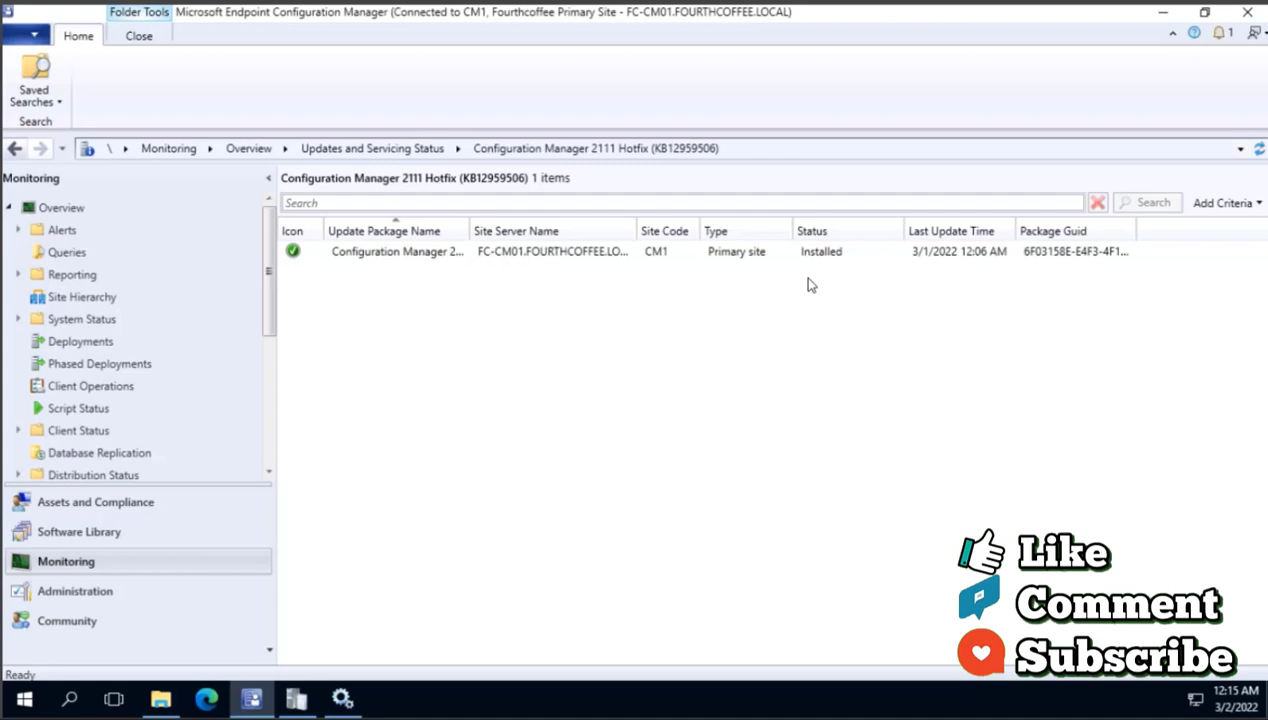 Folder Tools Microsoft Endpoint Configuration Manager (Connected to CM1, Fourthcoffee Primary Site - FC-CM01.FOURTHCOFFEE.LOCAL)
Home Close
1
Saved
Searches
Search
\ Monitoring Overview Updates and Servicing Status Configuration Manager 2111 Hotfix (KB12959506)
Monitoring
Configuration Manager 2111 Hotfix (KB12959506) 1 items
Search Search Add Criteria
Icon Update Package Name Site Server Name Site Code Type Status Last Update Time Package Guid
Configuration Manager 2... FC-CM01.FOURTHCOFFEE.LO... CM1 Primary site Installed 3/1/2022 12:06 AM 6F03158E-E4F3-4F1...
Overview
Alerts
Queries
Reporting
Site Hierarchy
System Status
Deployments
Phased Deployments
Client Operations
Script Status
Client Status
Database Replication
Distribution Status
Assets and Compliance
Software Library
Monitoring
Administration
Community
Like
Comment
Subscribe
Ready
12:15 AM
3/2/2022